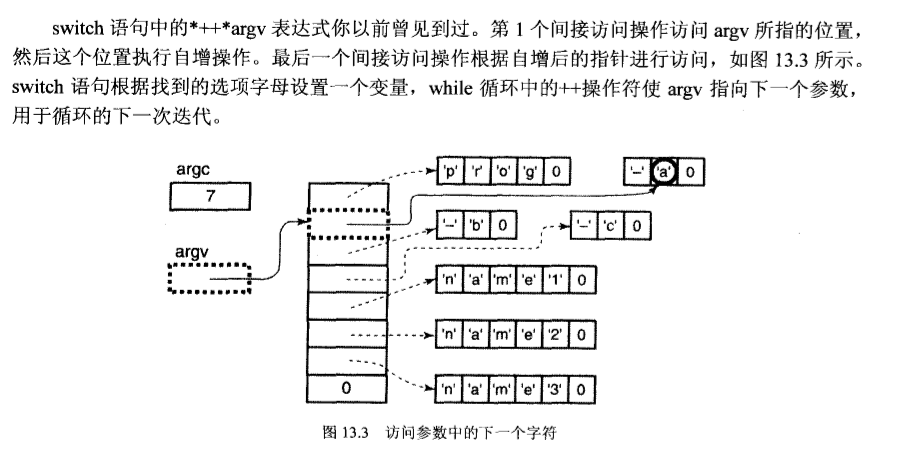 switch 语句中的*++*argv 表达式你以前曾见到过。第 1 个间接访问操作访问 argv 所指的位置，
然后这个位置执行自增操作。最后一个间接访问操作根据自增后的指针进行访问，如图 13.3 所示。
switch 语句根据找到的选项字母设置一个变量，while 循环中的++操作符使 argv 指向下一个参数，
用于循环的下一次迭代。
argc
7
argv
0
'p' 'r' 'o' 'g' 0
'–' 'a' 0
'–' 'b' 0
'–' 'c' 0
'n' 'a' 'm' 'e' '1' 0
'n' 'a' 'm' 'e' '2' 0
'n' 'a' 'm' 'e' '3' 0
图 13.3 访问参数中的下一个字符